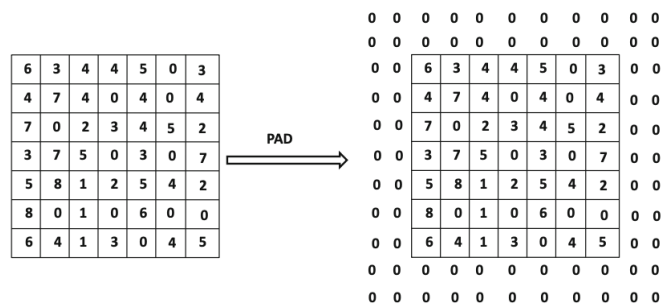 6 3 4 4 5 0 3
4 7 4 0 4 0 4
7 0 2 3 4 5 2
3 7 5 0 3 0 7
5 8 1 2 5 4 2
8 0 1 0 6 0 0
6 4 1 3 0 4 5
PAD
0 0 0 0 0 0 0 0 0 0 0
0 0 0 0 0 0 0 0 0 0 0
0 0 6 3 4 4 5 0 3 0 0
0 0 4 7 4 0 4 0 4 0 0
0 0 7 0 2 3 4 5 2 0 0
0 0 3 7 5 0 3 0 7 0 0
0 0 5 8 1 2 5 4 2 0 0
0 0 8 0 1 0 6 0 0 0 0
0 0 6 4 1 3 0 4 5 0 0
0 0 0 0 0 0 0 0 0 0 0
0 0 0 0 0 0 0 0 0 0 0